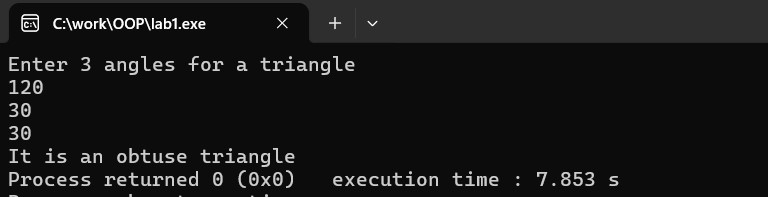 C:\work\OOP\lab1.exe
Enter 3 angles for a triangle
120
30
30
It is an obtuse triangle
Process returned 0 (0x0)   execution time : 7.853 s